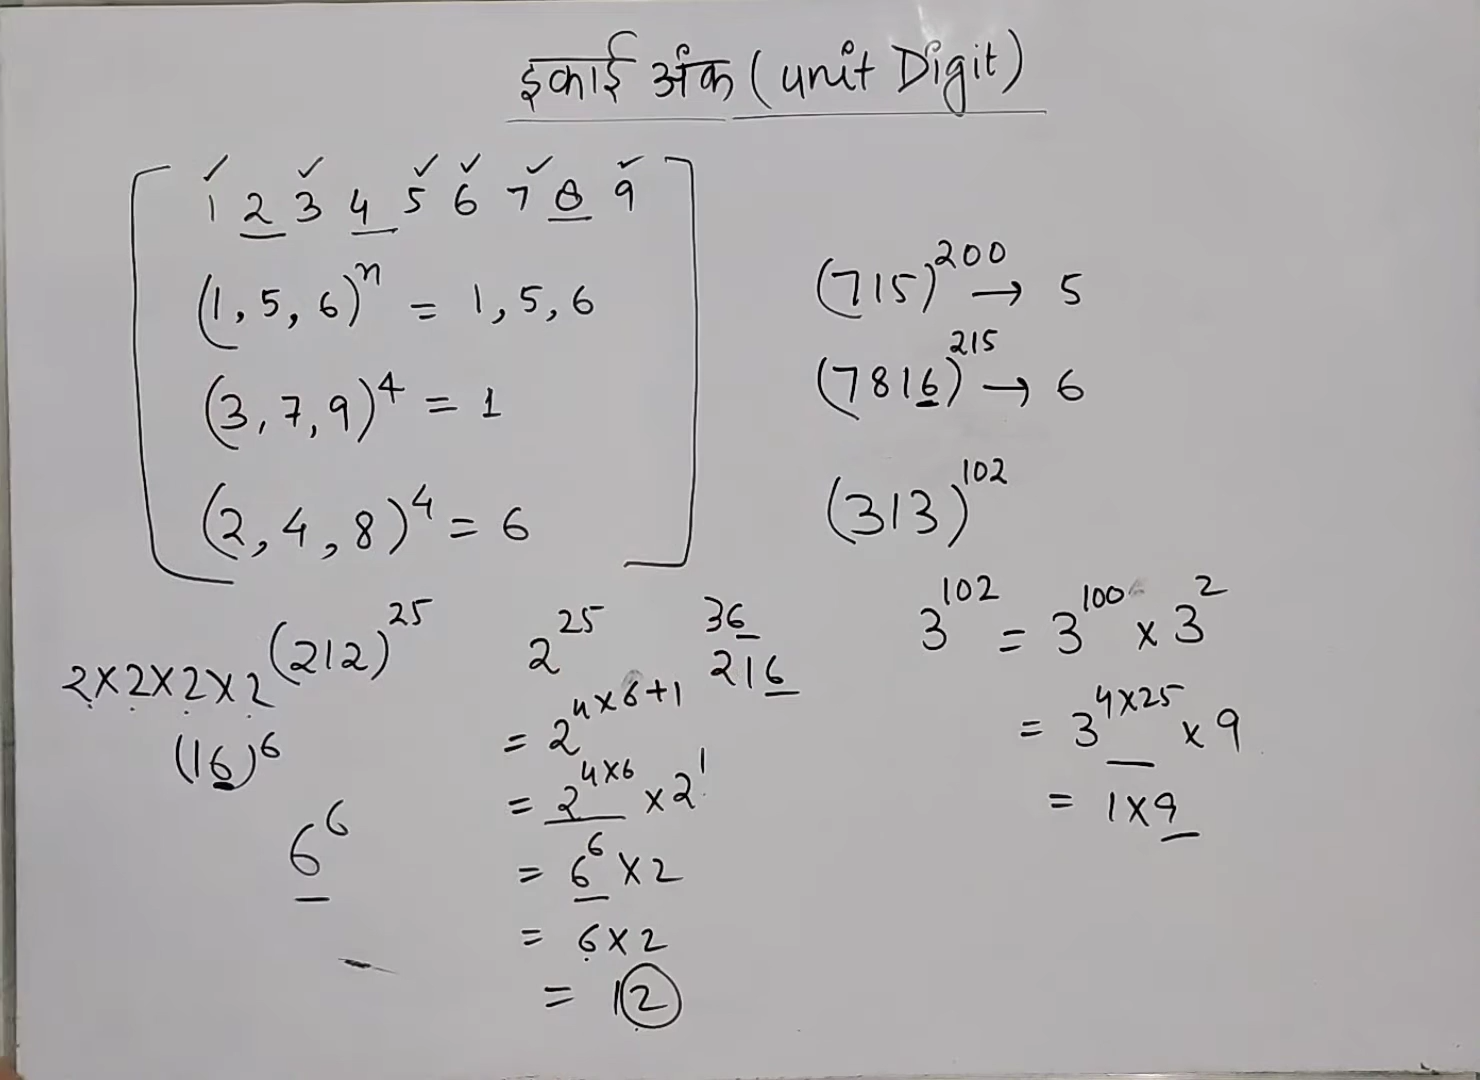 इकाई अंक (unit Digit)
1 2 3 4 5 6 7 8 9
(1, 5, 6)^n = 1, 5, 6
(3, 7, 9)^4 = 1
(2, 4, 8)^4 = 6
(715)^200 → 5
(7816)^215 → 6
(313)^102
3^102 = 3^100 × 3^2
= 3^4×25 × 9
= 1×9
(212)^25
2×2×2×2
(16)^6
6^6
2^25
= 2^4×6+1
= 2^4×6 × 2^1
= 6^6 × 2
= 6×2
= 12
36
216